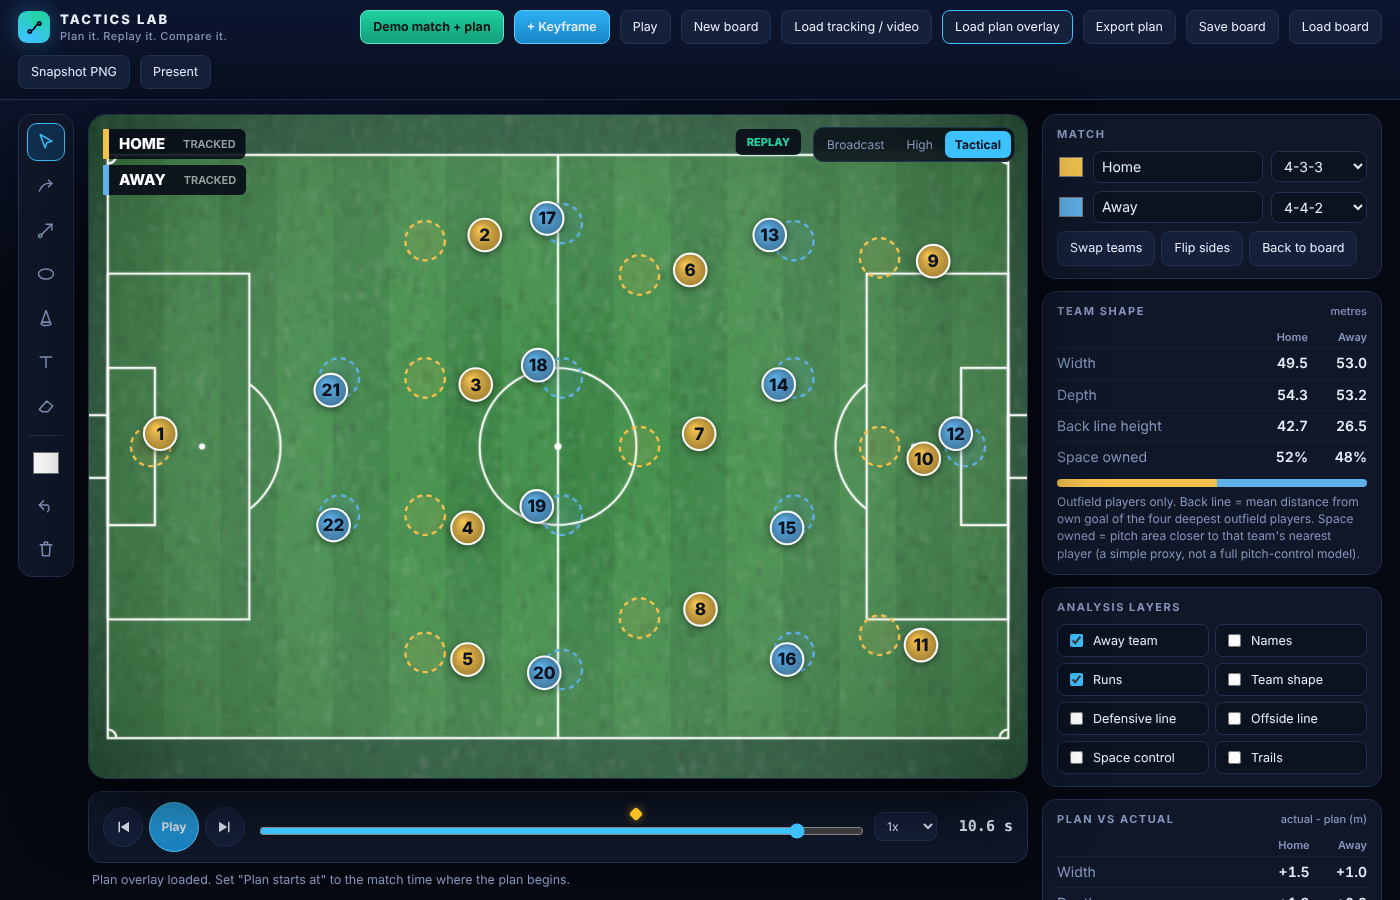 TACTICS LAB
Plan it. Replay it. Compare it.
Demo match + plan
+ Keyframe
Play
New board
Load tracking / video
Load plan overlay
Export plan
Save board
Load board
Snapshot PNG
Present
HOME TRACKED
AWAY TRACKED
REPLAY
Broadcast High Tactical
17
2
13
6
9
18
21
3
14
1
7
12
10
19
22
4
15
8
11
5
16
20
Play
1x
10.6 s
Plan overlay loaded. Set "Plan starts at" to the match time where the plan begins.
MATCH
Home 4-3-3
Away 4-4-2
Swap teams Flip sides Back to board
TEAM SHAPE metres
Home Away
Width 49.5 53.0
Depth 54.3 53.2
Back line height 42.7 26.5
Space owned 52% 48%
Outfield players only. Back line = mean distance from
own goal of the four deepest outfield players. Space
owned = pitch area closer to that team's nearest
player (a simple proxy, not a full pitch-control model).
ANALYSIS LAYERS
Away team Names
Runs Team shape
Defensive line Offside line
Space control Trails
PLAN VS ACTUAL actual - plan (m)
Home Away
Width +1.5 +1.0